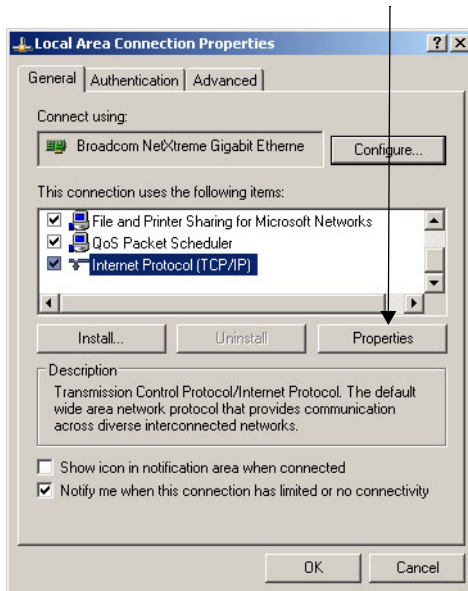 Local Area Connection Properties
General Authentication Advanced
Connect using:
Broadcom NetXtreme Gigabit Etherne Configure...
This connection uses the following items:
File and Printer Sharing for Microsoft Networks
QoS Packet Scheduler
Internet Protocol (TCP/IP)
Install... Uninstall Properties
Description
Transmission Control Protocol/Internet Protocol. The default
wide area network protocol that provides communication
across diverse interconnected networks.
Show icon in notification area when connected
Notify me when this connection has limited or no connectivity
OK Cancel